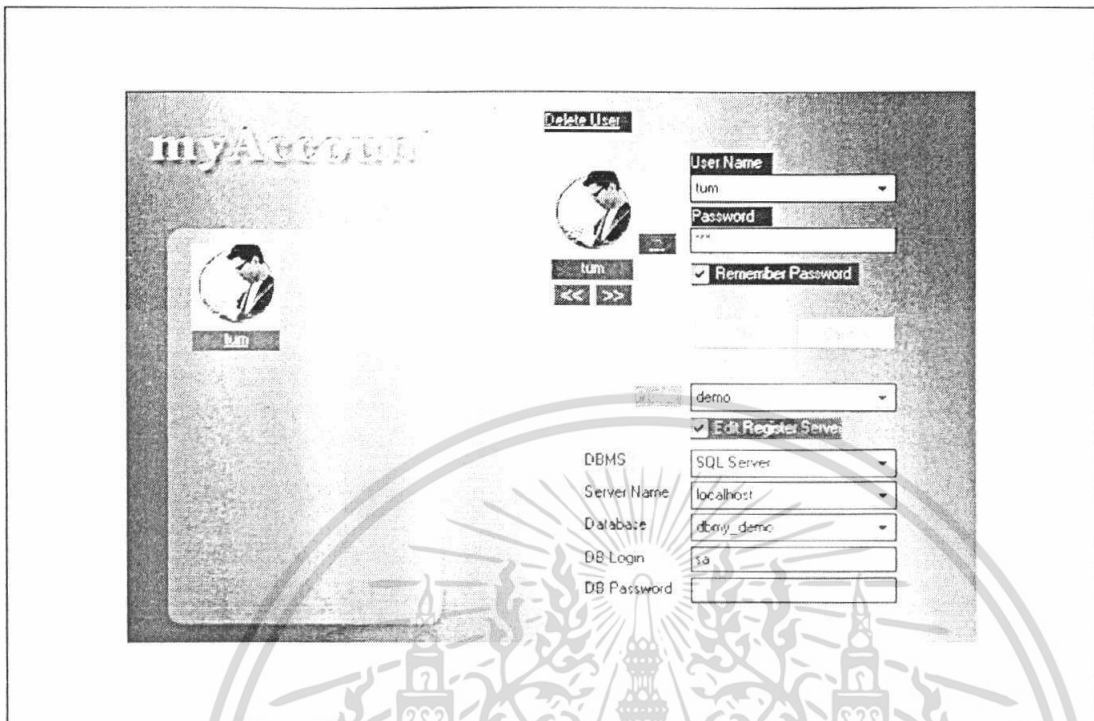 myAccoun
Delete User
User Name
tum
Password
***
Remember Password
tum
<< >>
tum
demo
Edit Register Server
DBMS
SQL Server
Server Name
localhost
Database
dbmy_demo
DB Login
sa
DB Password